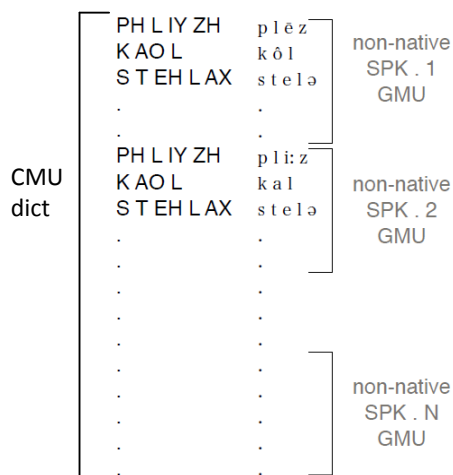 PH L IY ZH p l ē z
K AO L k ô l
S T EH L AX s t e l ə
. .
. .
non-native
SPK . 1
GMU
CMU
dict
PH L IY ZH p l i: z
K AO L k a l
S T EH L AX s t e l ə
. .
. .
. .
. .
. .
. .
. .
. .
. .
non-native
SPK . 2
GMU
non-native
SPK . N
GMU